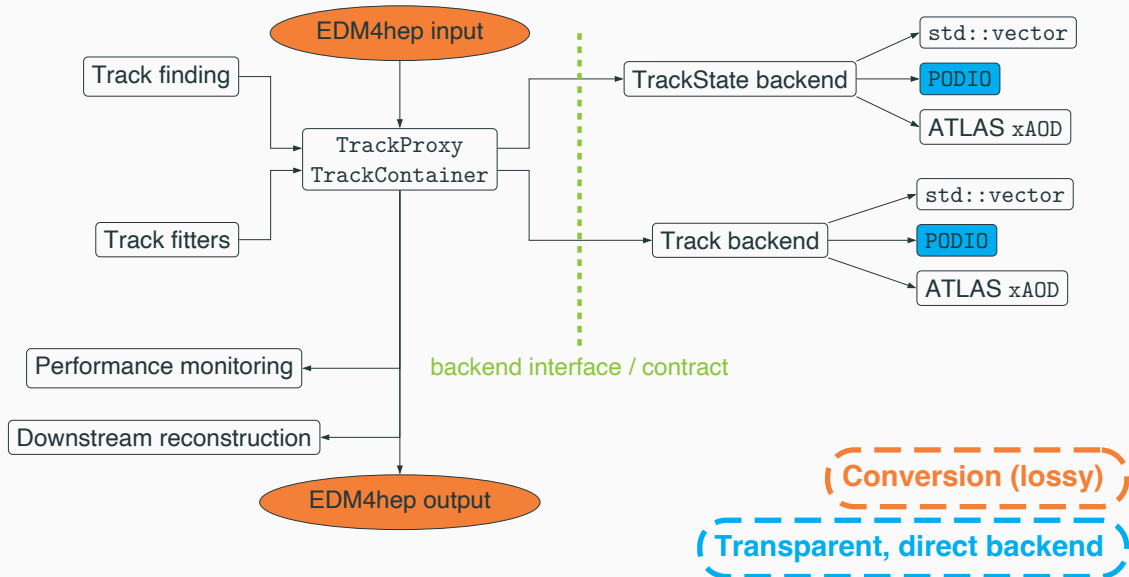 EDM4hep input
Track finding
TrackProxy
TrackContainer
Track fitters
TrackState backend
std::vector
PODIO
ATLAS xAOD
Track backend
std::vector
PODIO
ATLAS xAOD
Performance monitoring
backend interface / contract
Downstream reconstruction
EDM4hep output
Conversion (lossy)
Transparent, direct backend